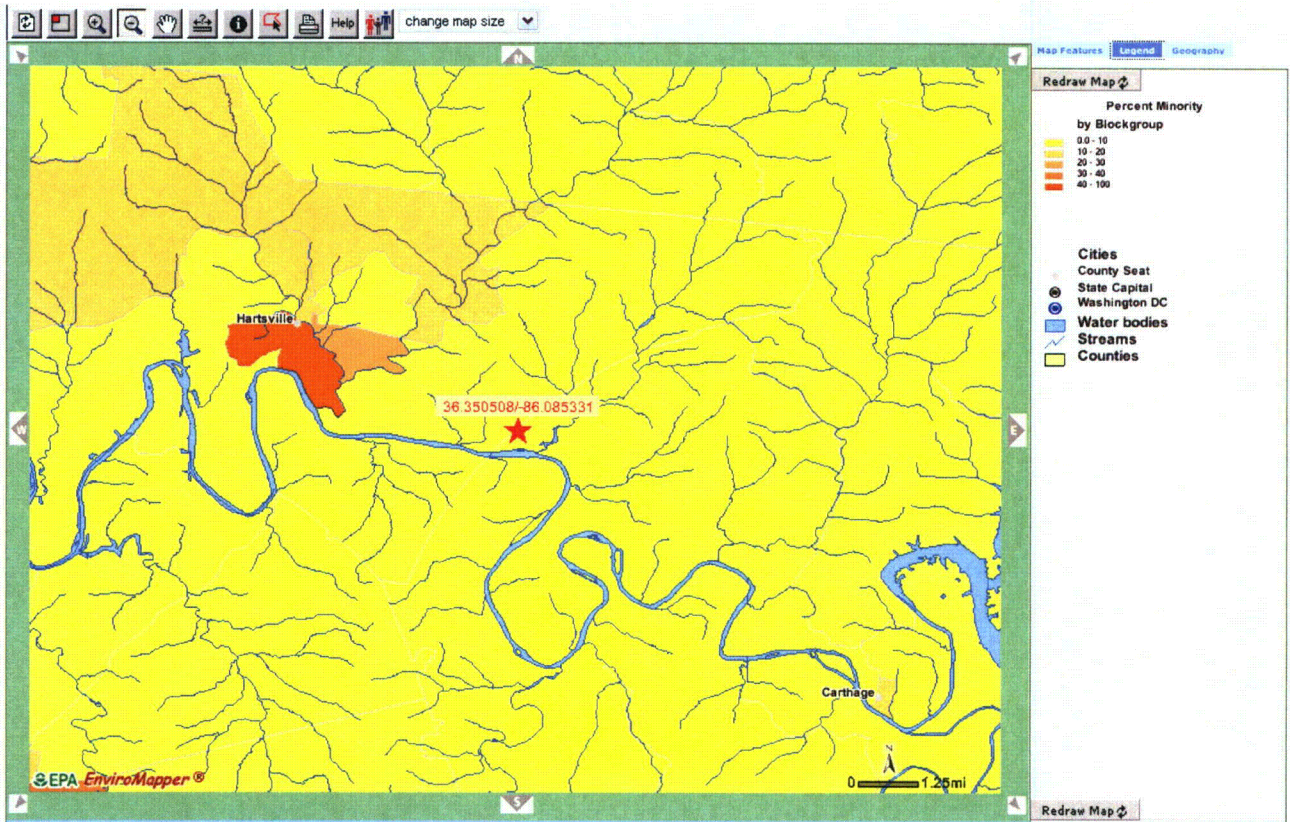 Help change map size
N
Map Features Legend Geography
Redraw Map
Percent Minority
by Blockgroup
0.0 - 10
10 - 20
20 - 30
30 - 40
40 - 100
Cities
County Seat
State Capital
Washington DC
Water bodies
Streams
Counties
Hartsville
36.350508/-86.085331
W
E
Carthage
N
EPA EnviroMapper ®
0 1.25mi
S
Redraw Map